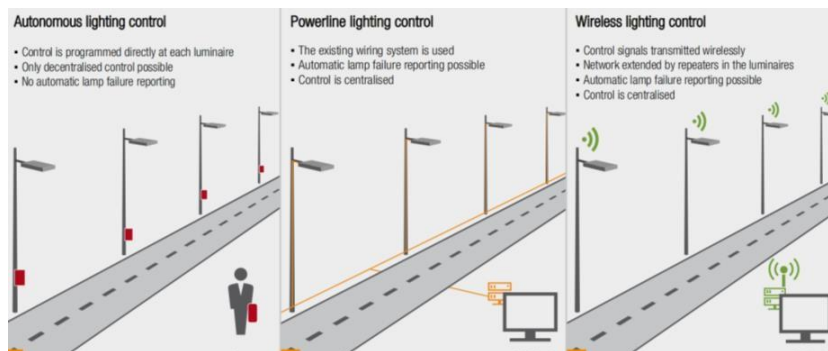 Autonomous lighting control
• Control is programmed directly at each luminaire
• Only decentralised control possible
• No automatic lamp failure reporting
Powerline lighting control
• The existing wiring system is used
• Automatic lamp failure reporting possible
• Control is centralised
Wireless lighting control
• Control signals transmitted wirelessly
• Network extended by repeaters in the luminaires
• Automatic lamp failure reporting possible
• Control is centralised